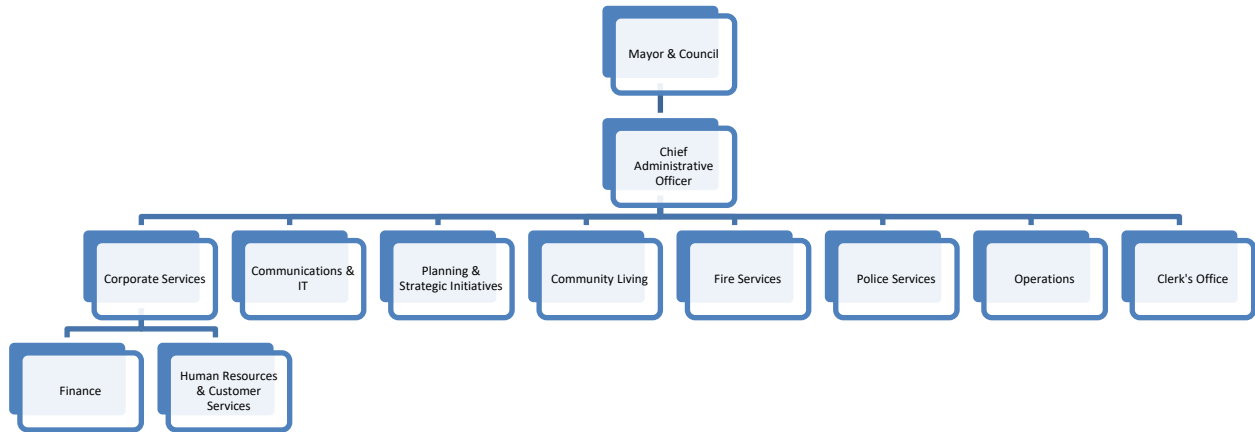 Mayor & Council
Chief
Administrative
Officer
Corporate Services
Communications &
IT
Planning &
Strategic Initiatives
Community Living
Fire Services
Police Services
Operations
Clerk's Office
Finance
Human Resources
& Customer
Services